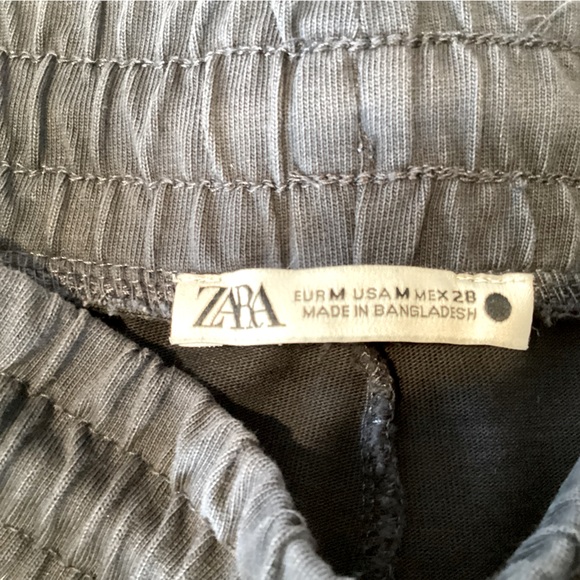 ZARA
EUR M USA M MEX 28
MADE IN BANGLADESH